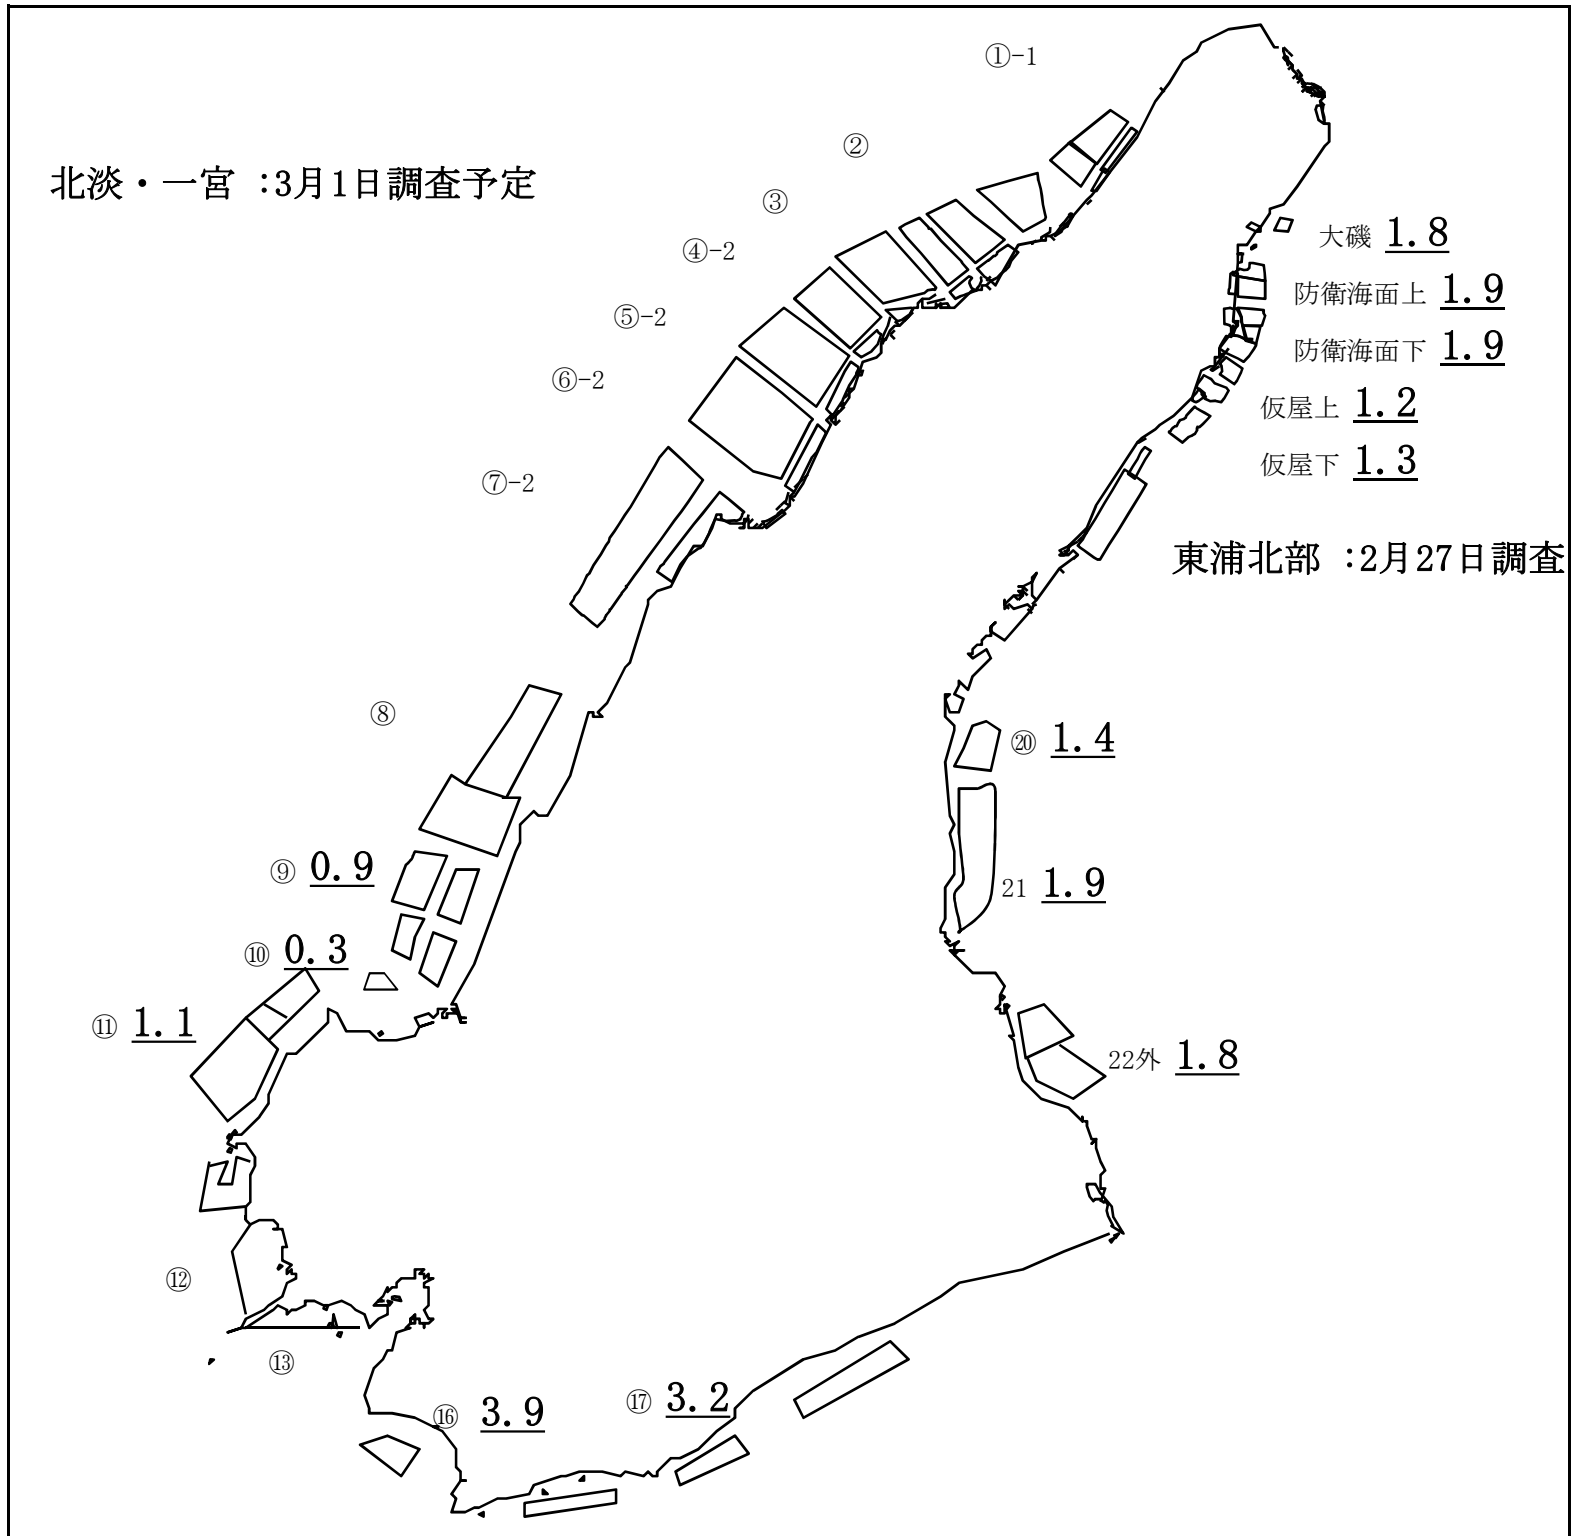 ①-1
②
北淡・一宮 ：3月1日調査予定
③
大磯 1.8
④-2
防衛海面上 1.9
⑤-2
防衛海面下 1.9
⑥-2
仮屋上 1.2
仮屋下 1.3
⑦-2
東浦北部 ：2月27日調査
⑧
⑳ 1.4
⑨ 0.9
21 1.9
⑩ 0.3
⑪ 1.1
22外 1.8
⑫
⑬
⑰ 3.2
⑯ 3.9